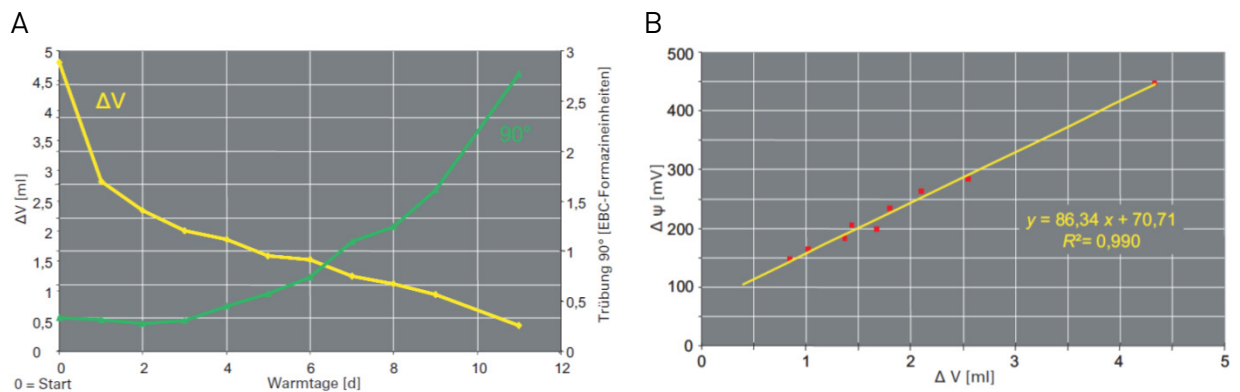 A
5
4,5
4
3,5
3
2,5
2
1,5
1
0,5
0
ΔV [ml]
ΔV
90°
3
2,5
2
1,5
1
0,5
0
Trübung 90° [EBC-Formazineinheiten]
0 2 4 6 8 10 12
0 = Start
Warmtage [d]
B
500
450
300
200
100
0
Δ ψ [mV]
y = 86,34 x + 70,71
R²= 0,990
0 1 2 3 4 5
Δ V [ml]